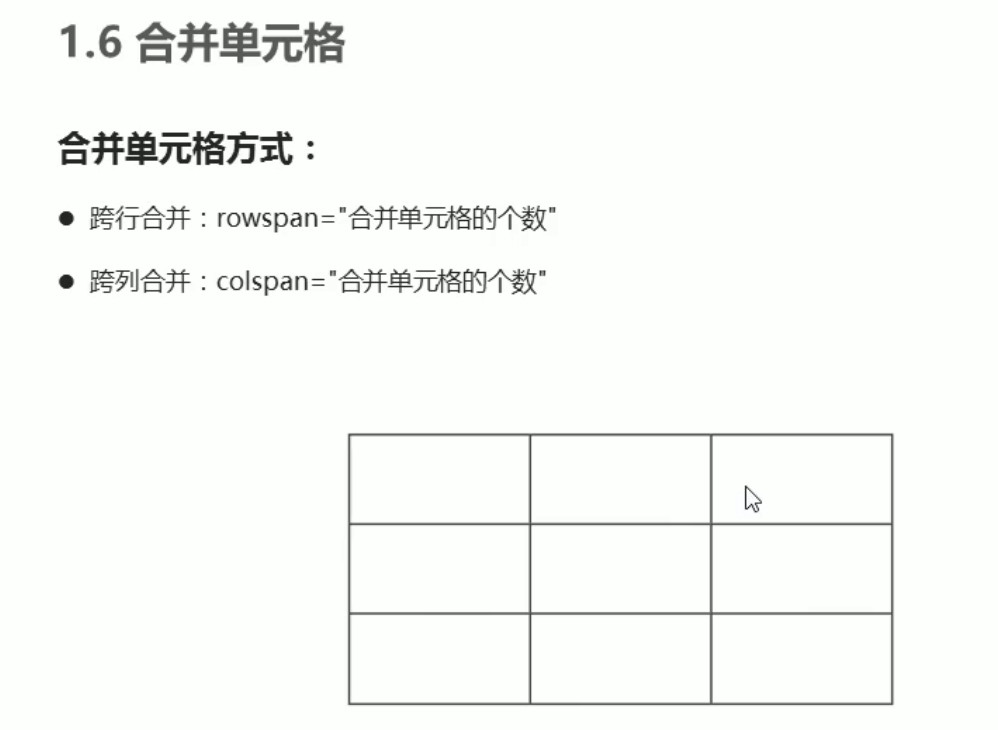 1.6 合并单元格
合并单元格方式：
● 跨行合并：rowspan="合并单元格的个数"
● 跨列合并：colspan="合并单元格的个数"